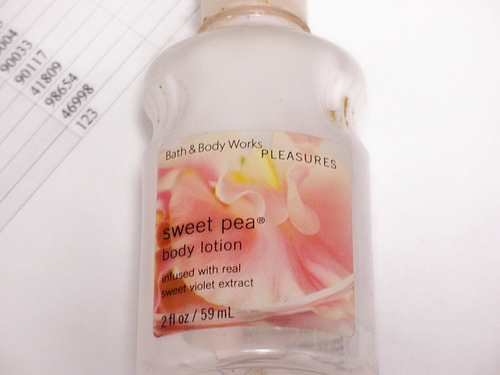 90033
90117
41809
98654
46998
123
Bath & Body Works
PLEASURES
sweet pea®
body lotion
infused with real
sweet violet extract
2 fl oz / 59 mL